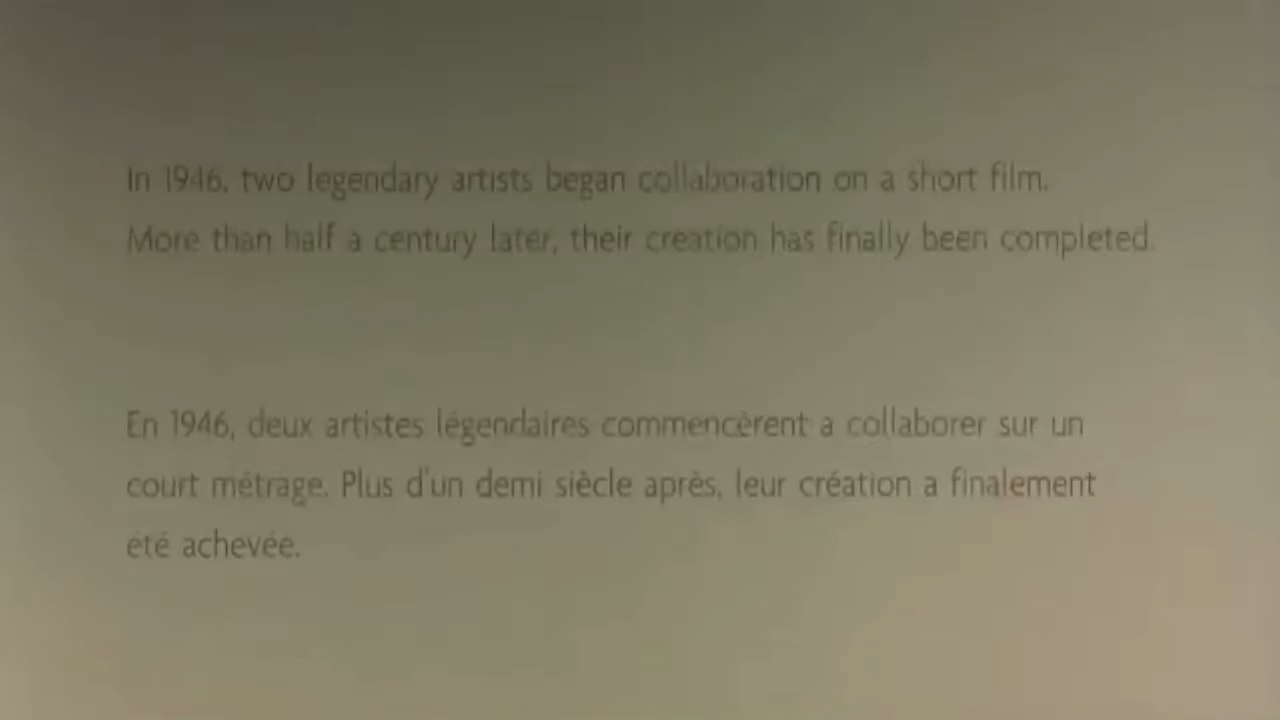 In 1946, two legendary artists began collaboration on a short film.
More than half a century later, their creation has finally been completed.
En 1946, deux artistes légendaires commencèrent a collaborer sur un
court métrage. Plus d'un demi siècle après, leur création a finalement
été achevée.